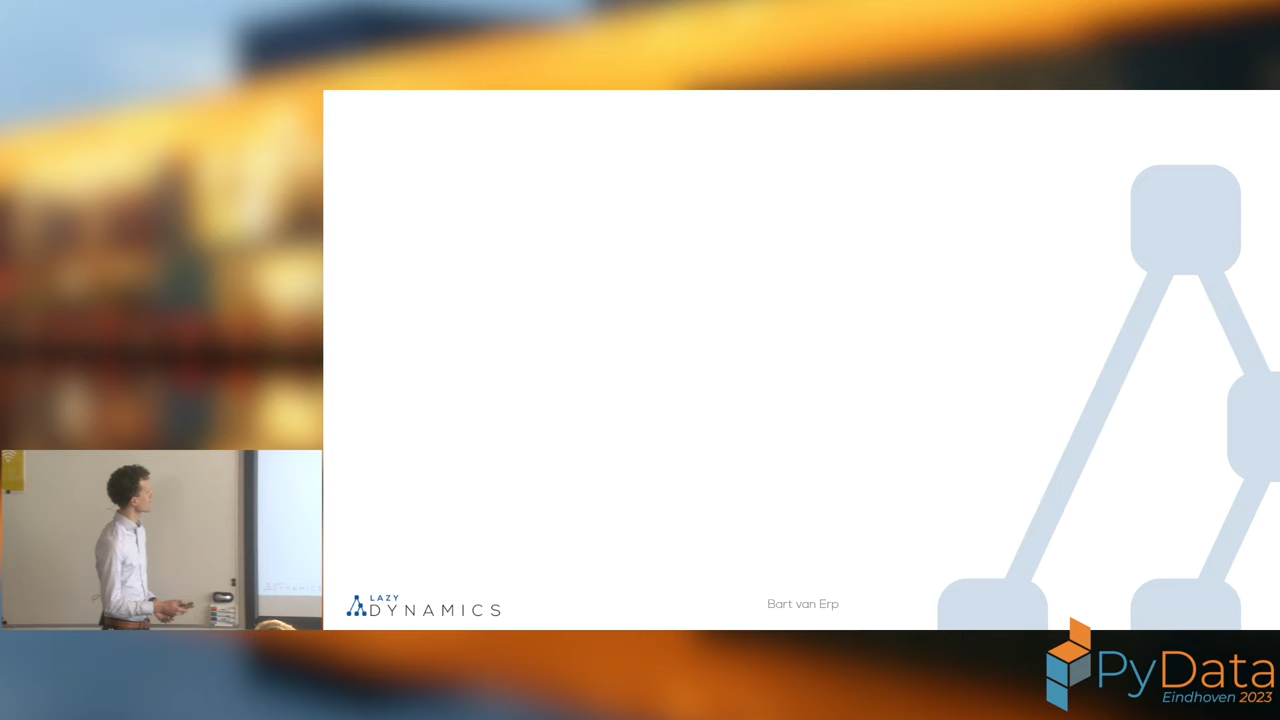 LAZY
DYNAMICS
Bart van Erp
PyData
Eindhoven 2023